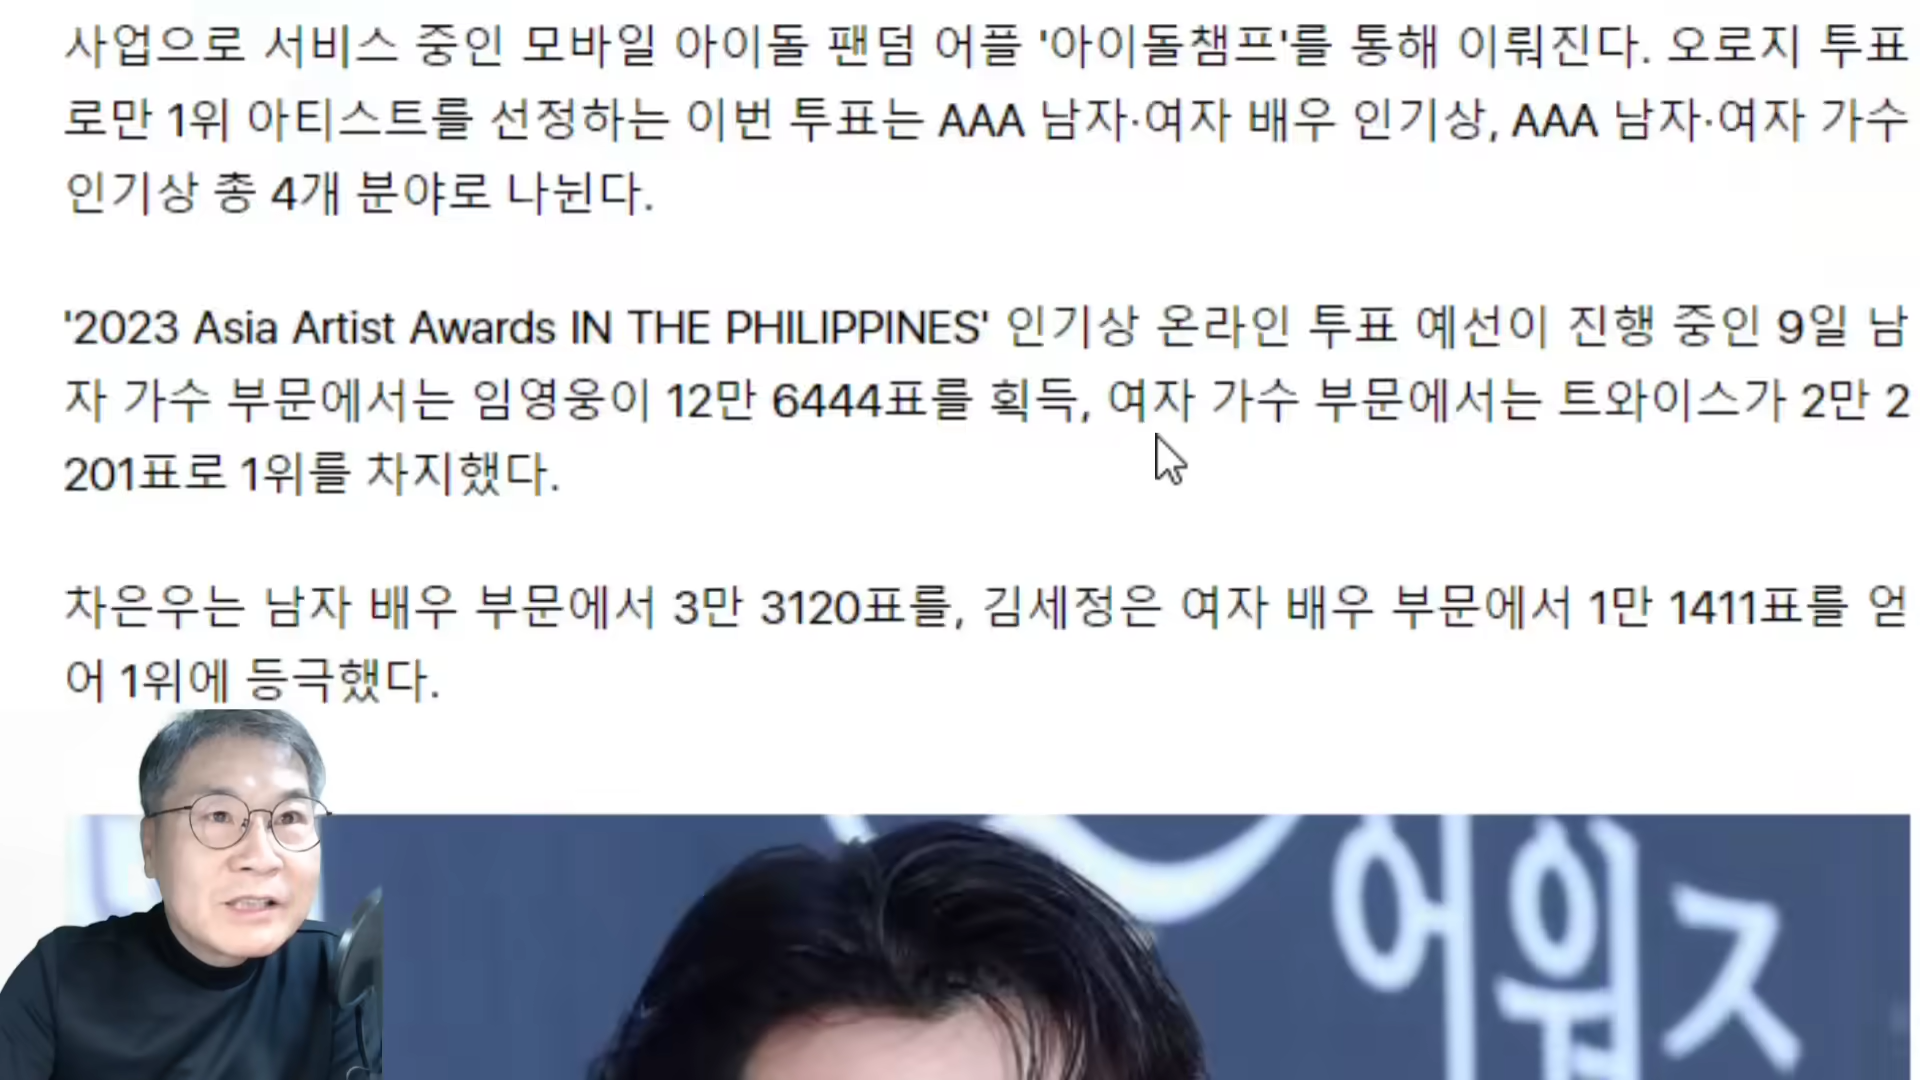 사업으로 서비스 중인 모바일 아이돌 팬덤 어플 '아이돌챔프'를 통해 이뤄진다. 오로지 투표
로만 1위 아티스트를 선정하는 이번 투표는 AAA 남자·여자 배우 인기상, AAA 남자·여자 가수
인기상 총 4개 분야로 나뉜다.
'2023 Asia Artist Awards IN THE PHILIPPINES' 인기상 온라인 투표 예선이 진행 중인 9일 남
자 가수 부문에서는 임영웅이 12만 6444표를 획득, 여자 가수 부문에서는 트와이스가 2만 2
201표로 1위를 차지했다.
차은우는 남자 배우 부문에서 3만 3120표를, 김세정은 여자 배우 부문에서 1만 1411표를 얻
어 1위에 등극했다.
어워즈